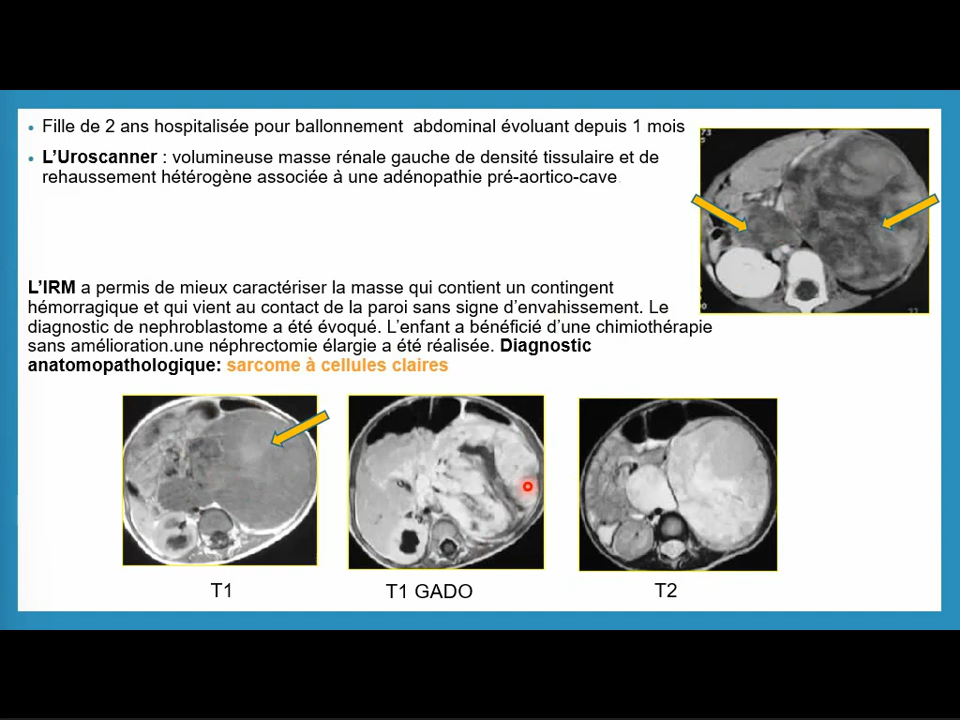 • Fille de 2 ans hospitalisée pour ballonnement abdominal évoluant depuis 1 mois
• L'Uroscanner : volumineuse masse rénale gauche de densité tissulaire et de
rehaussement hétérogène associée à une adénopathie pré-aortico-cave
L'IRM a permis de mieux caractériser la masse qui contient un contingent
hémorragique et qui vient au contact de la paroi sans signe d'envahissement. Le
diagnostic de nephroblastome a été évoqué. L'enfant a bénéficié d'une chimiothérapie
sans amélioration.une néphrectomie élargie a été réalisée. Diagnostic
anatomopathologique: sarcome à cellules claires
T1
T1 GADO
T2